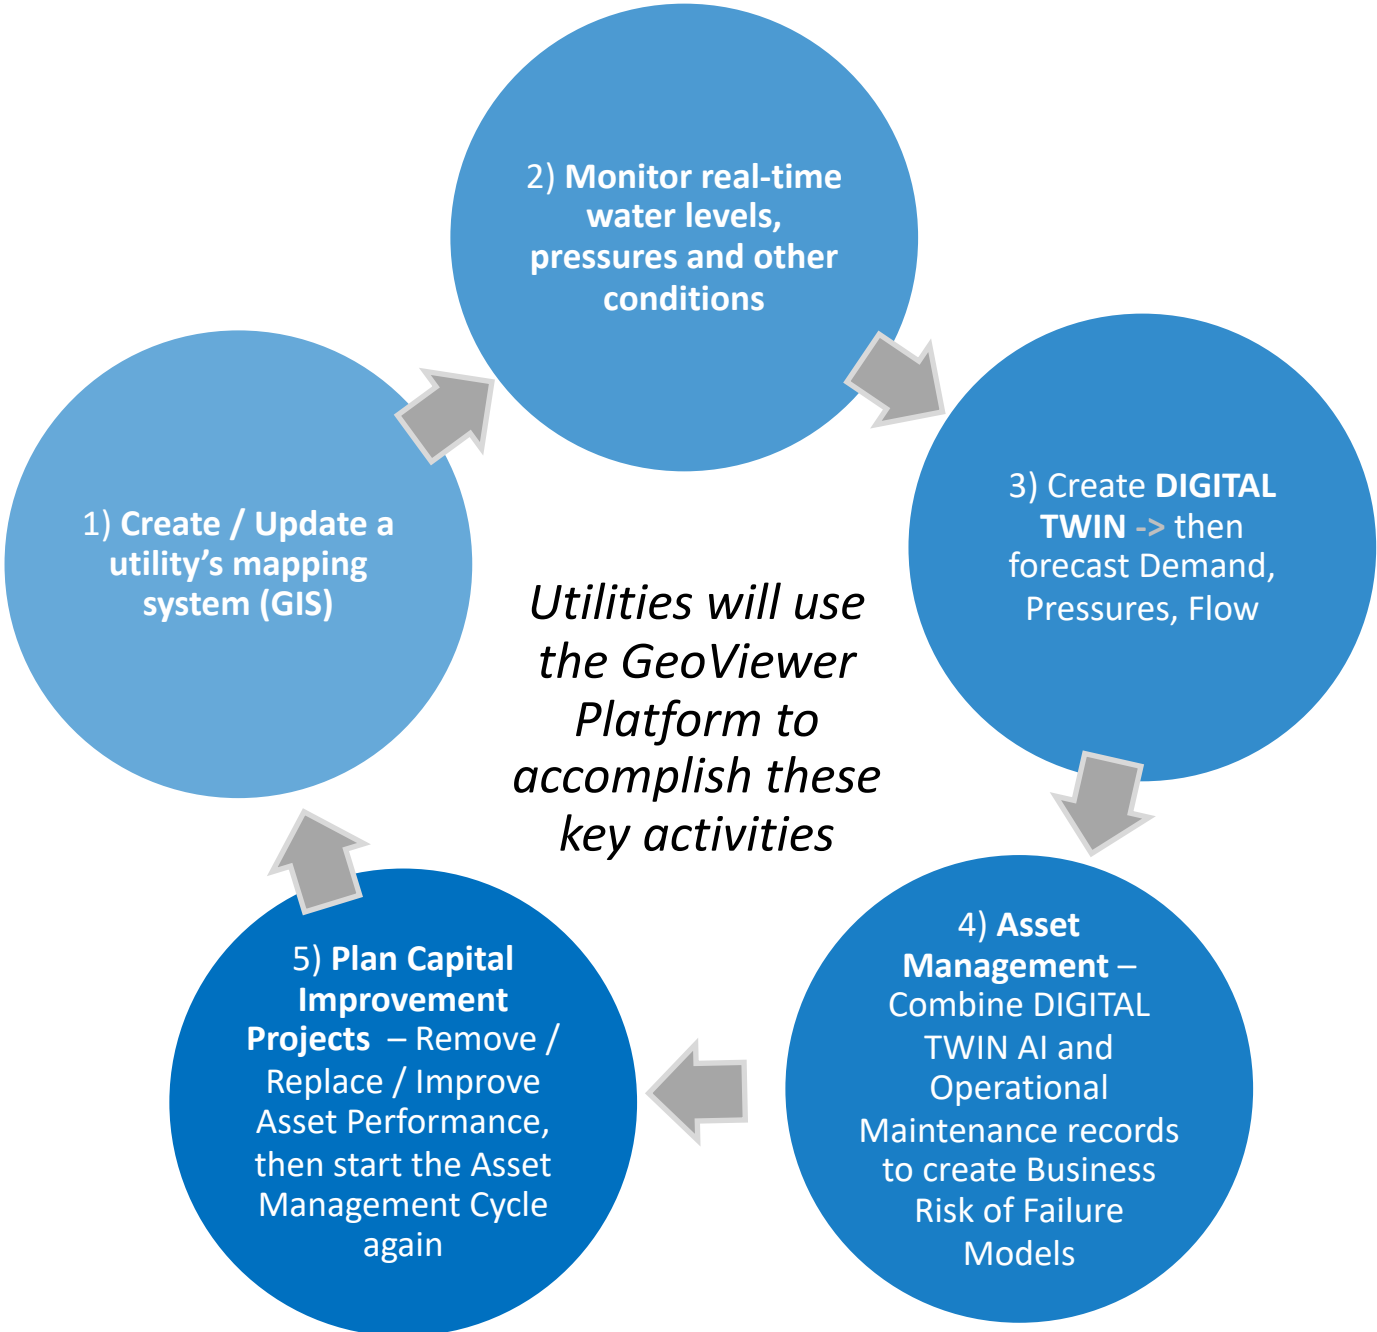 2) Monitor real-time
water levels,
pressures and other
conditions
1) Create / Update a
utility’s mapping
system (GIS)
3) Create DIGITAL
TWIN -> then
forecast Demand,
Pressures, Flow
Utilities will use
the GeoViewer
Platform to
accomplish these
key activities
4) Asset
Management –
Combine DIGITAL
TWIN AI and
Operational
Maintenance records
to create Business
Risk of Failure
Models
5) Plan Capital
Improvement
Projects – Remove /
Replace / Improve
Asset Performance,
then start the Asset
Management Cycle
again